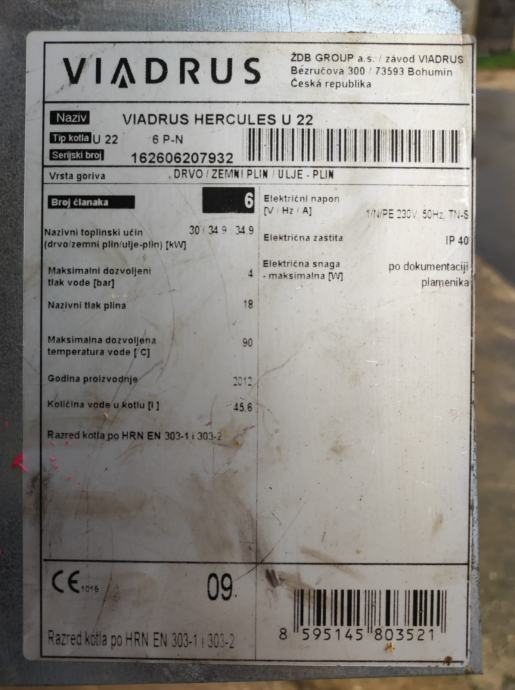 VIADRUS
ŽDB GROUP a.s. / závod VIADRUS
Bézručova 300 / 73593 Bohumín
Česká republika
Naziv VIADRUS HERCULES U 22
Tip kotla U 22 6 P-N
Serijski broj 162606207932
Vrsta goriva DRVO / ZEMNI PLIN / ULJE - PLIN
Broj članaka 6
Nazivni toplinski učin 30 / 34.9 34.9
(drvo/zemni plin/ulje-plin) [kW]
Maksimalni dozvoljeni
tlak vode [bar] 4
Nazivni tlak plina 18
Maksimalna dozvoljena
temperatura vode [°C] 90
Godina proizvodnje 2012
Količina vode u kotlu [l] 45.6
Razred kotla po HRN EN 303-1 i 303-2
Električni napon
[V / Hz / A] 1/N/PE 230V, 50Hz, TN-S
Električna zaštita IP 40
Električna snaga po dokumentaciji
- maksimalna [W] plamenika
CE 1015 09.
8 595145 803521
Razred kotla po HRN EN 303-1 i 303-2